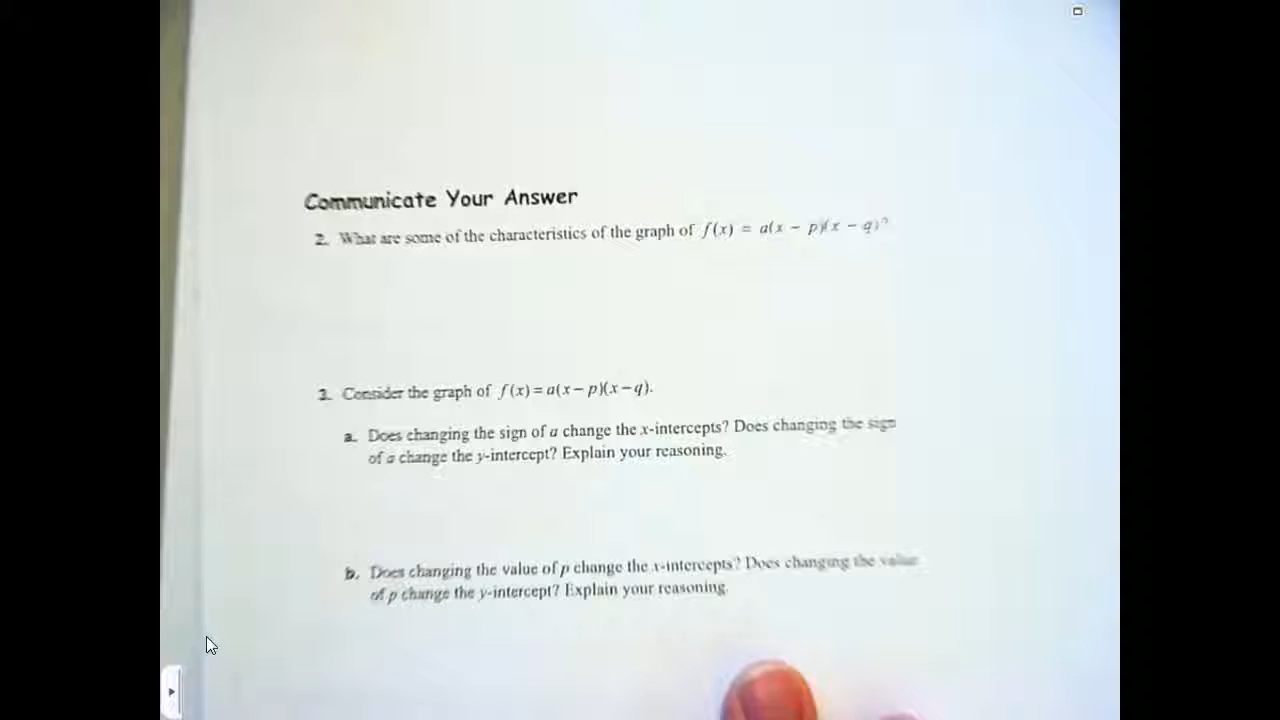 Communicate Your Answer
2. What are some of the characteristics of the graph of f(x) = a(x − p)(x − q)?
3. Consider the graph of f(x) = a(x − p)(x − q).
a. Does changing the sign of a change the x-intercepts? Does changing the sign
of a change the y-intercept? Explain your reasoning.
b. Does changing the value of p change the x-intercepts? Does changing the value
of p change the y-intercept? Explain your reasoning.